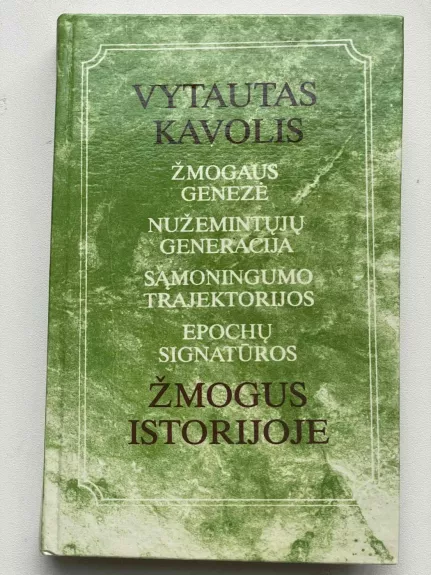 VYTAUTAS
KAVOLIS
ŽMOGAUS
GENEZĖ
NUŽEMINTŲJŲ
GENERACIJA
SĄMONINGUMO
TRAJEKTORIJOS
EPOCHŲ
SIGNATŪROS
ŽMOGUS
ISTORIJOJE